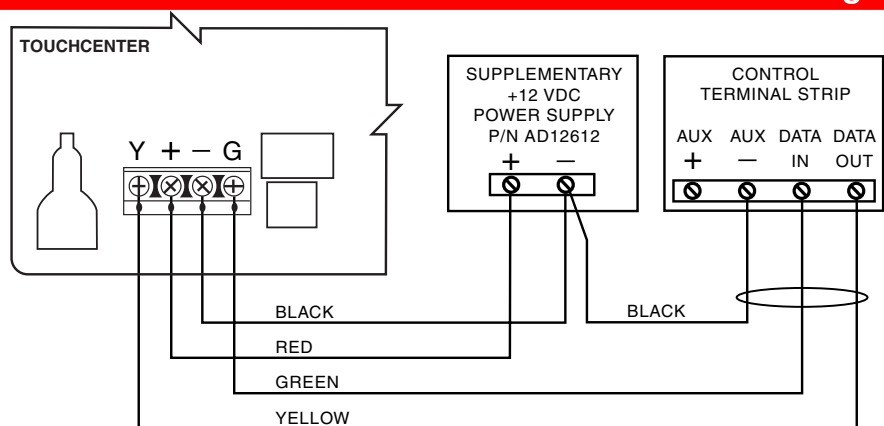 TOUCHCENTER
Y + − G
SUPPLEMENTARY
+12 VDC
POWER SUPPLY
P/N AD12612
+ −
CONTROL
TERMINAL STRIP
AUX AUX DATA DATA
+ − IN OUT
BLACK
BLACK
RED
GREEN
YELLOW